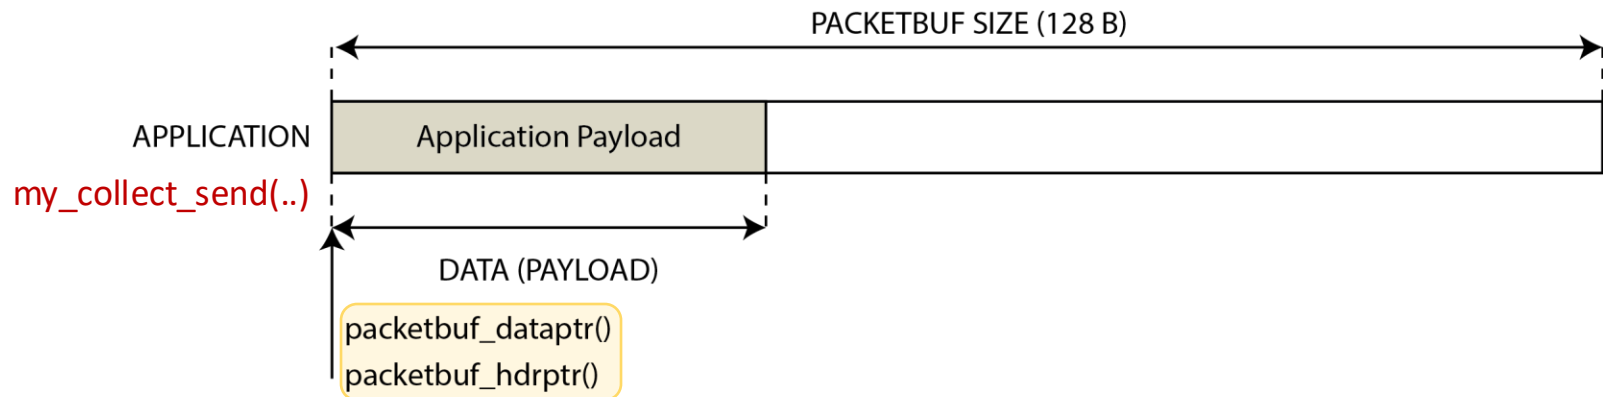 PACKETBUF SIZE (128 B)
APPLICATION
Application Payload
my_collect_send(..)
DATA (PAYLOAD)
packetbuf_dataptr()
packetbuf_hdrptr()